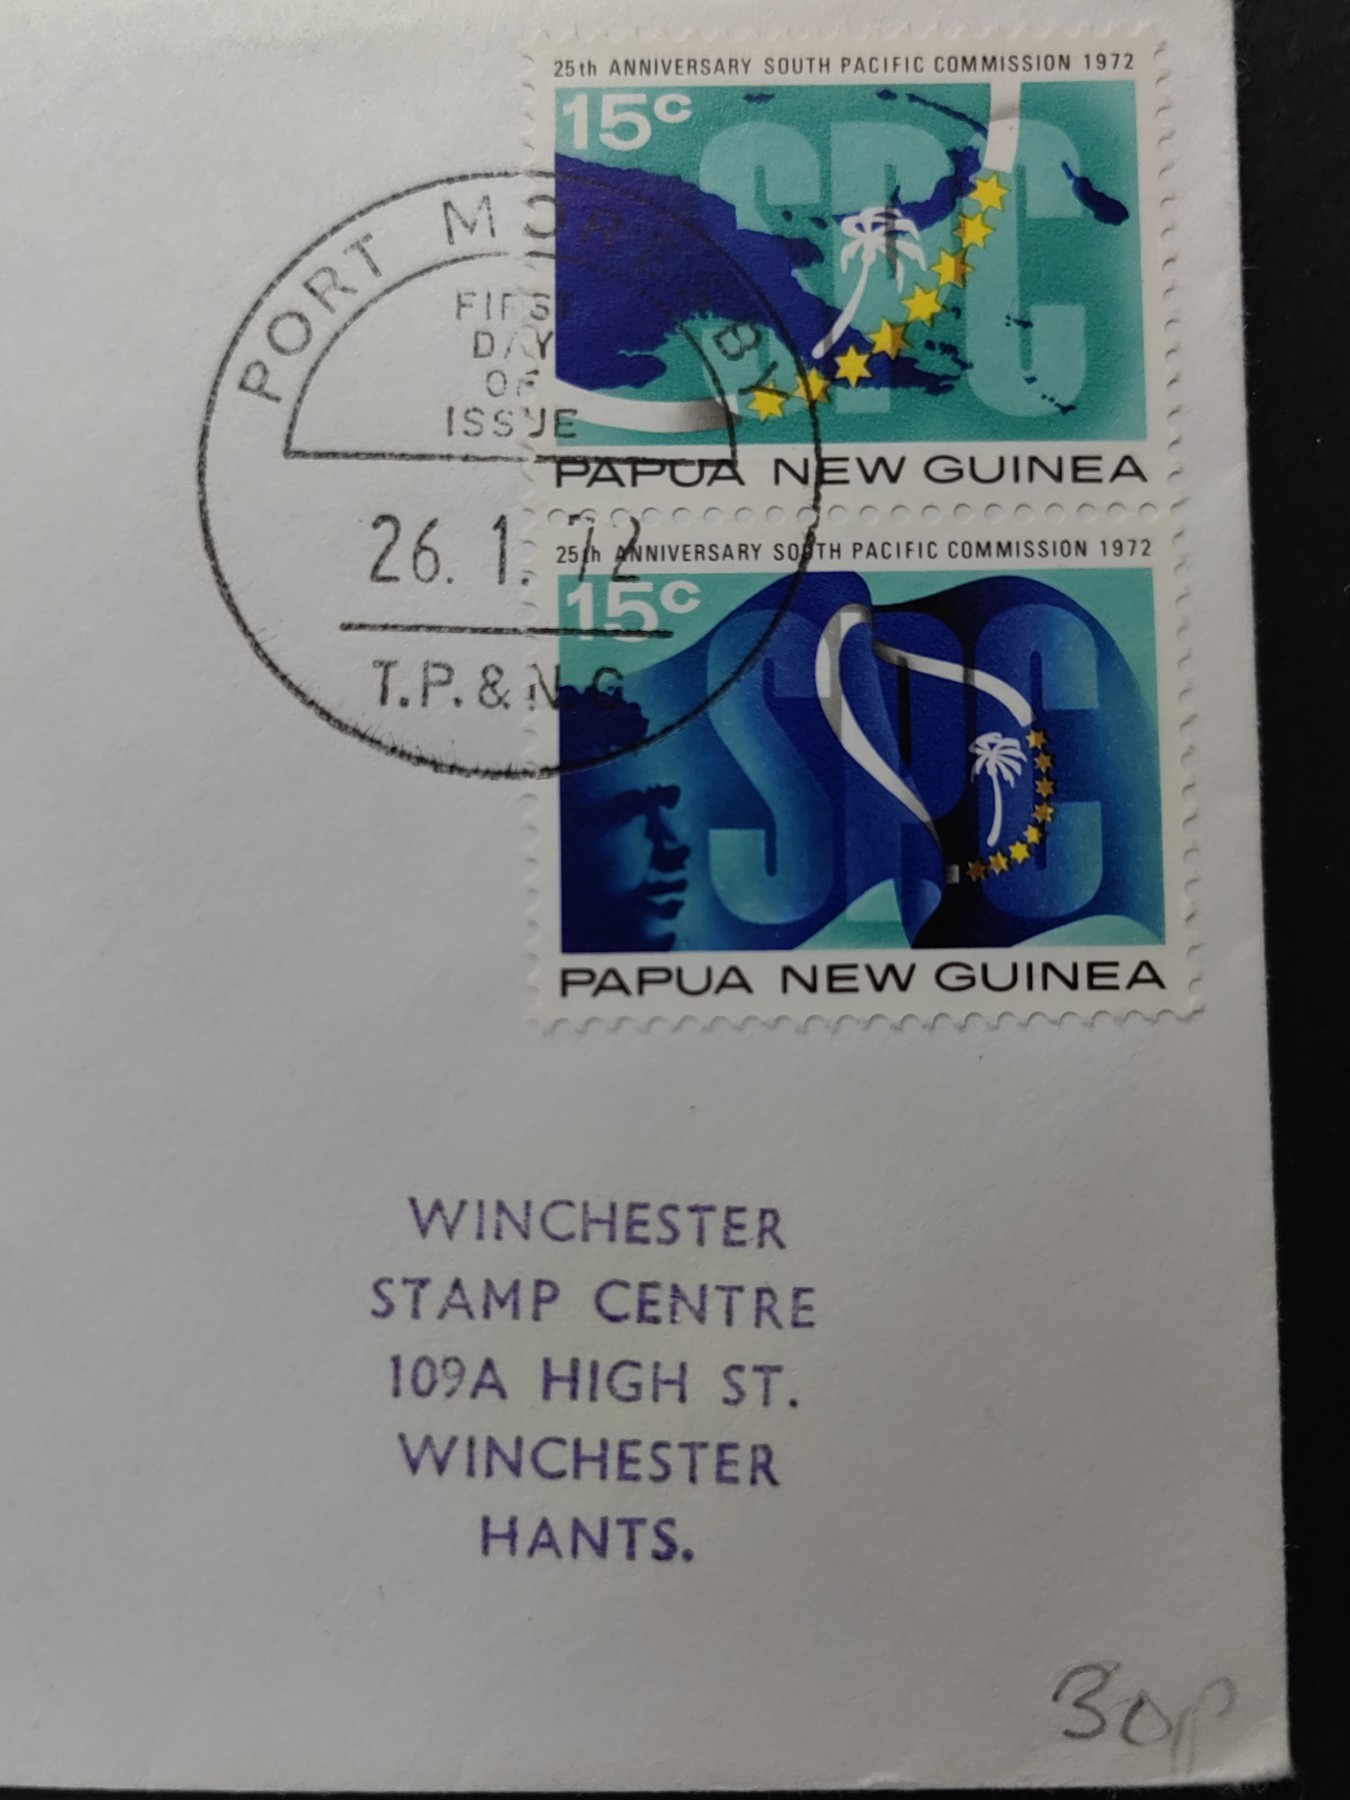 25th ANNIVERSARY SOUTH PACIFIC COMMISSION 1972
15c
SPC
PAPUA NEW GUINEA
PORT MORESBY
FIRST
DAY
OF
ISSUE
26. 1. 72
T.P.& N.G
25th ANNIVERSARY SOUTH PACIFIC COMMISSION 1972
15c
SPC
PAPUA NEW GUINEA
WINCHESTER
STAMP CENTRE
109A HIGH ST.
WINCHESTER
HANTS.
30p